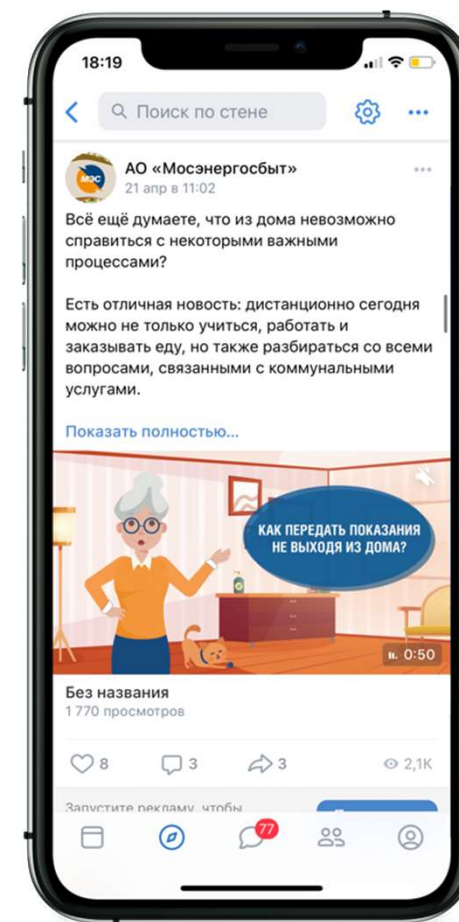 18:19
Поиск по стене
МЭС
АО «Мосэнергосбыт»
21 апр в 11:02
Всё ещё думаете, что из дома невозможно
справиться с некоторыми важными
процессами?
Есть отличная новость: дистанционно сегодня
можно не только учиться, работать и
заказывать еду, но также разбираться со всеми
вопросами, связанными с коммунальными
услугами.
Показать полностью...
КАК ПЕРЕДАТЬ ПОКАЗАНИЯ
НЕ ВЫХОДЯ ИЗ ДОМА?
0:50
Без названия
1 770 просмотров
8 3 3 2,1K
Запустите рекламу, чтобы
77